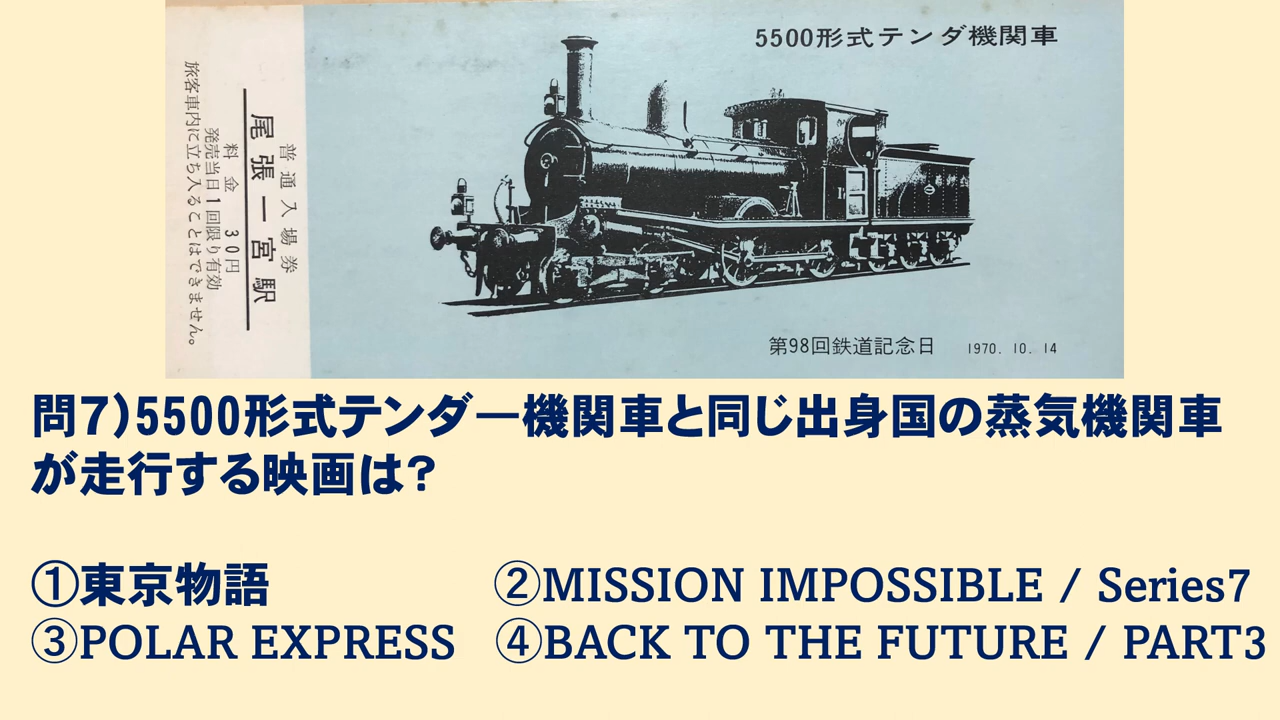 5500形式テンダ機関車
普通入場券
尾張一宮駅
料金 30円
発売当日1回限り有効
旅客車内に立ち入ることはできません。
第98回鉄道記念日 1970. 10. 14
問7)5500形式テンダー機関車と同じ出身国の蒸気機関車
が走行する映画は?
①東京物語 ②MISSION IMPOSSIBLE / Series7
③POLAR EXPRESS ④BACK TO THE FUTURE / PART3